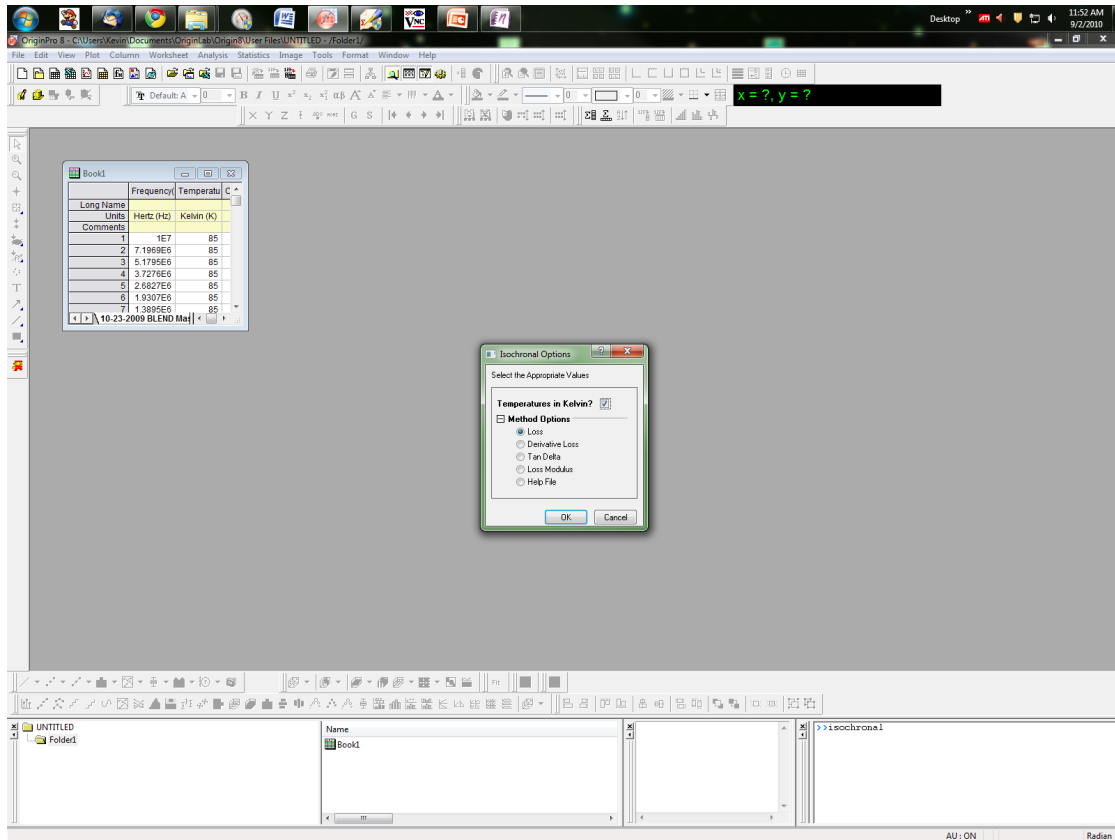 Desktop
11:52 AM
9/2/2010
OriginPro 8 - C:\Users\Kevin\Documents\OriginLab\Origin8\User Files\UNTITLED - /Folder1/
File Edit View Plot Column Worksheet Analysis Statistics Image Tools Format Window Help
Default: A 0 B I U
0 0 x = ?, y = ?
X Y Z G S
Book1
Frequency( Temperatu C
Long Name
Units Hertz (Hz) Kelvin (K)
Comments
1 1E7 85
2 7.1969E6 85
3 5.1795E6 85
4 3.7276E6 85
5 2.6827E6 85
6 1.9307E6 85
7 1.3895E6 85
10-23-2009 BLEND Mas
Isochronal Options
Select the Appropriate Values
Temperatures in Kelvin?
Method Options
Loss
Derivative Loss
Tan Delta
Loss Modulus
Help File
OK Cancel
Fit
UNTITLED
Folder1
Name
Book1
>>isochronal
AU : ON Radian